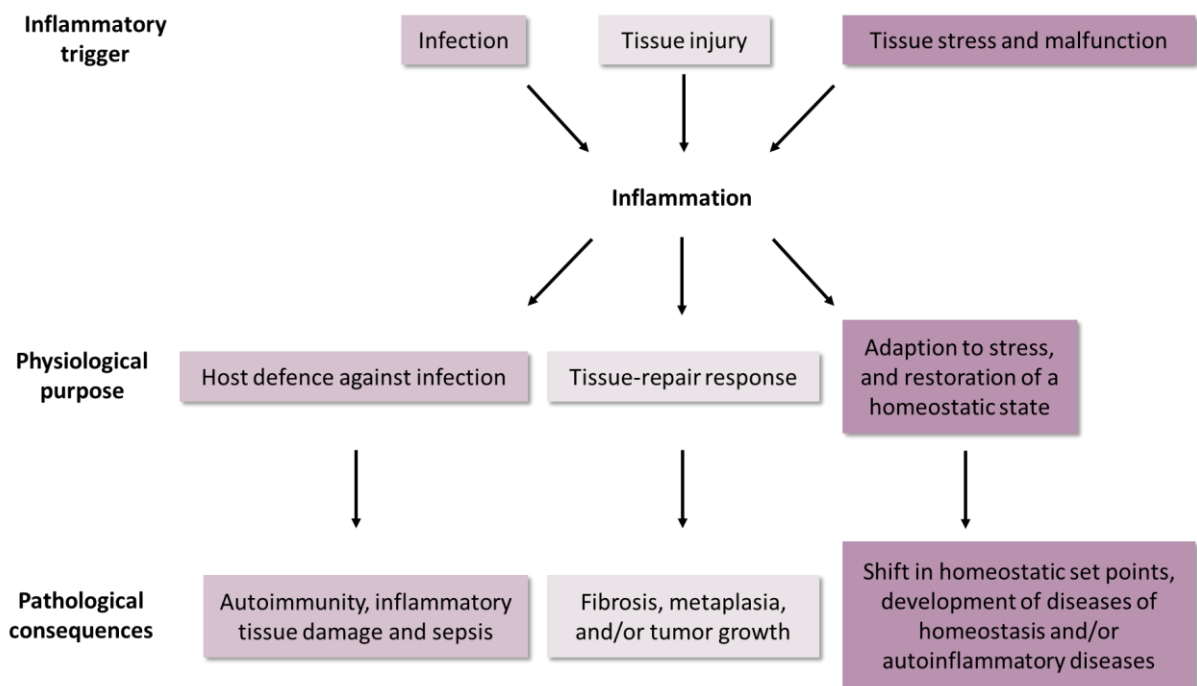 Inflammatory
trigger
Infection
Tissue injury
Tissue stress and malfunction
Inflammation
Physiological
purpose
Host defence against infection
Tissue-repair response
Adaption to stress,
and restoration of a
homeostatic state
Pathological
consequences
Autoimmunity, inflammatory
tissue damage and sepsis
Fibrosis, metaplasia,
and/or tumor growth
Shift in homeostatic set points,
development of diseases of
homeostasis and/or
autoinflammatory diseases